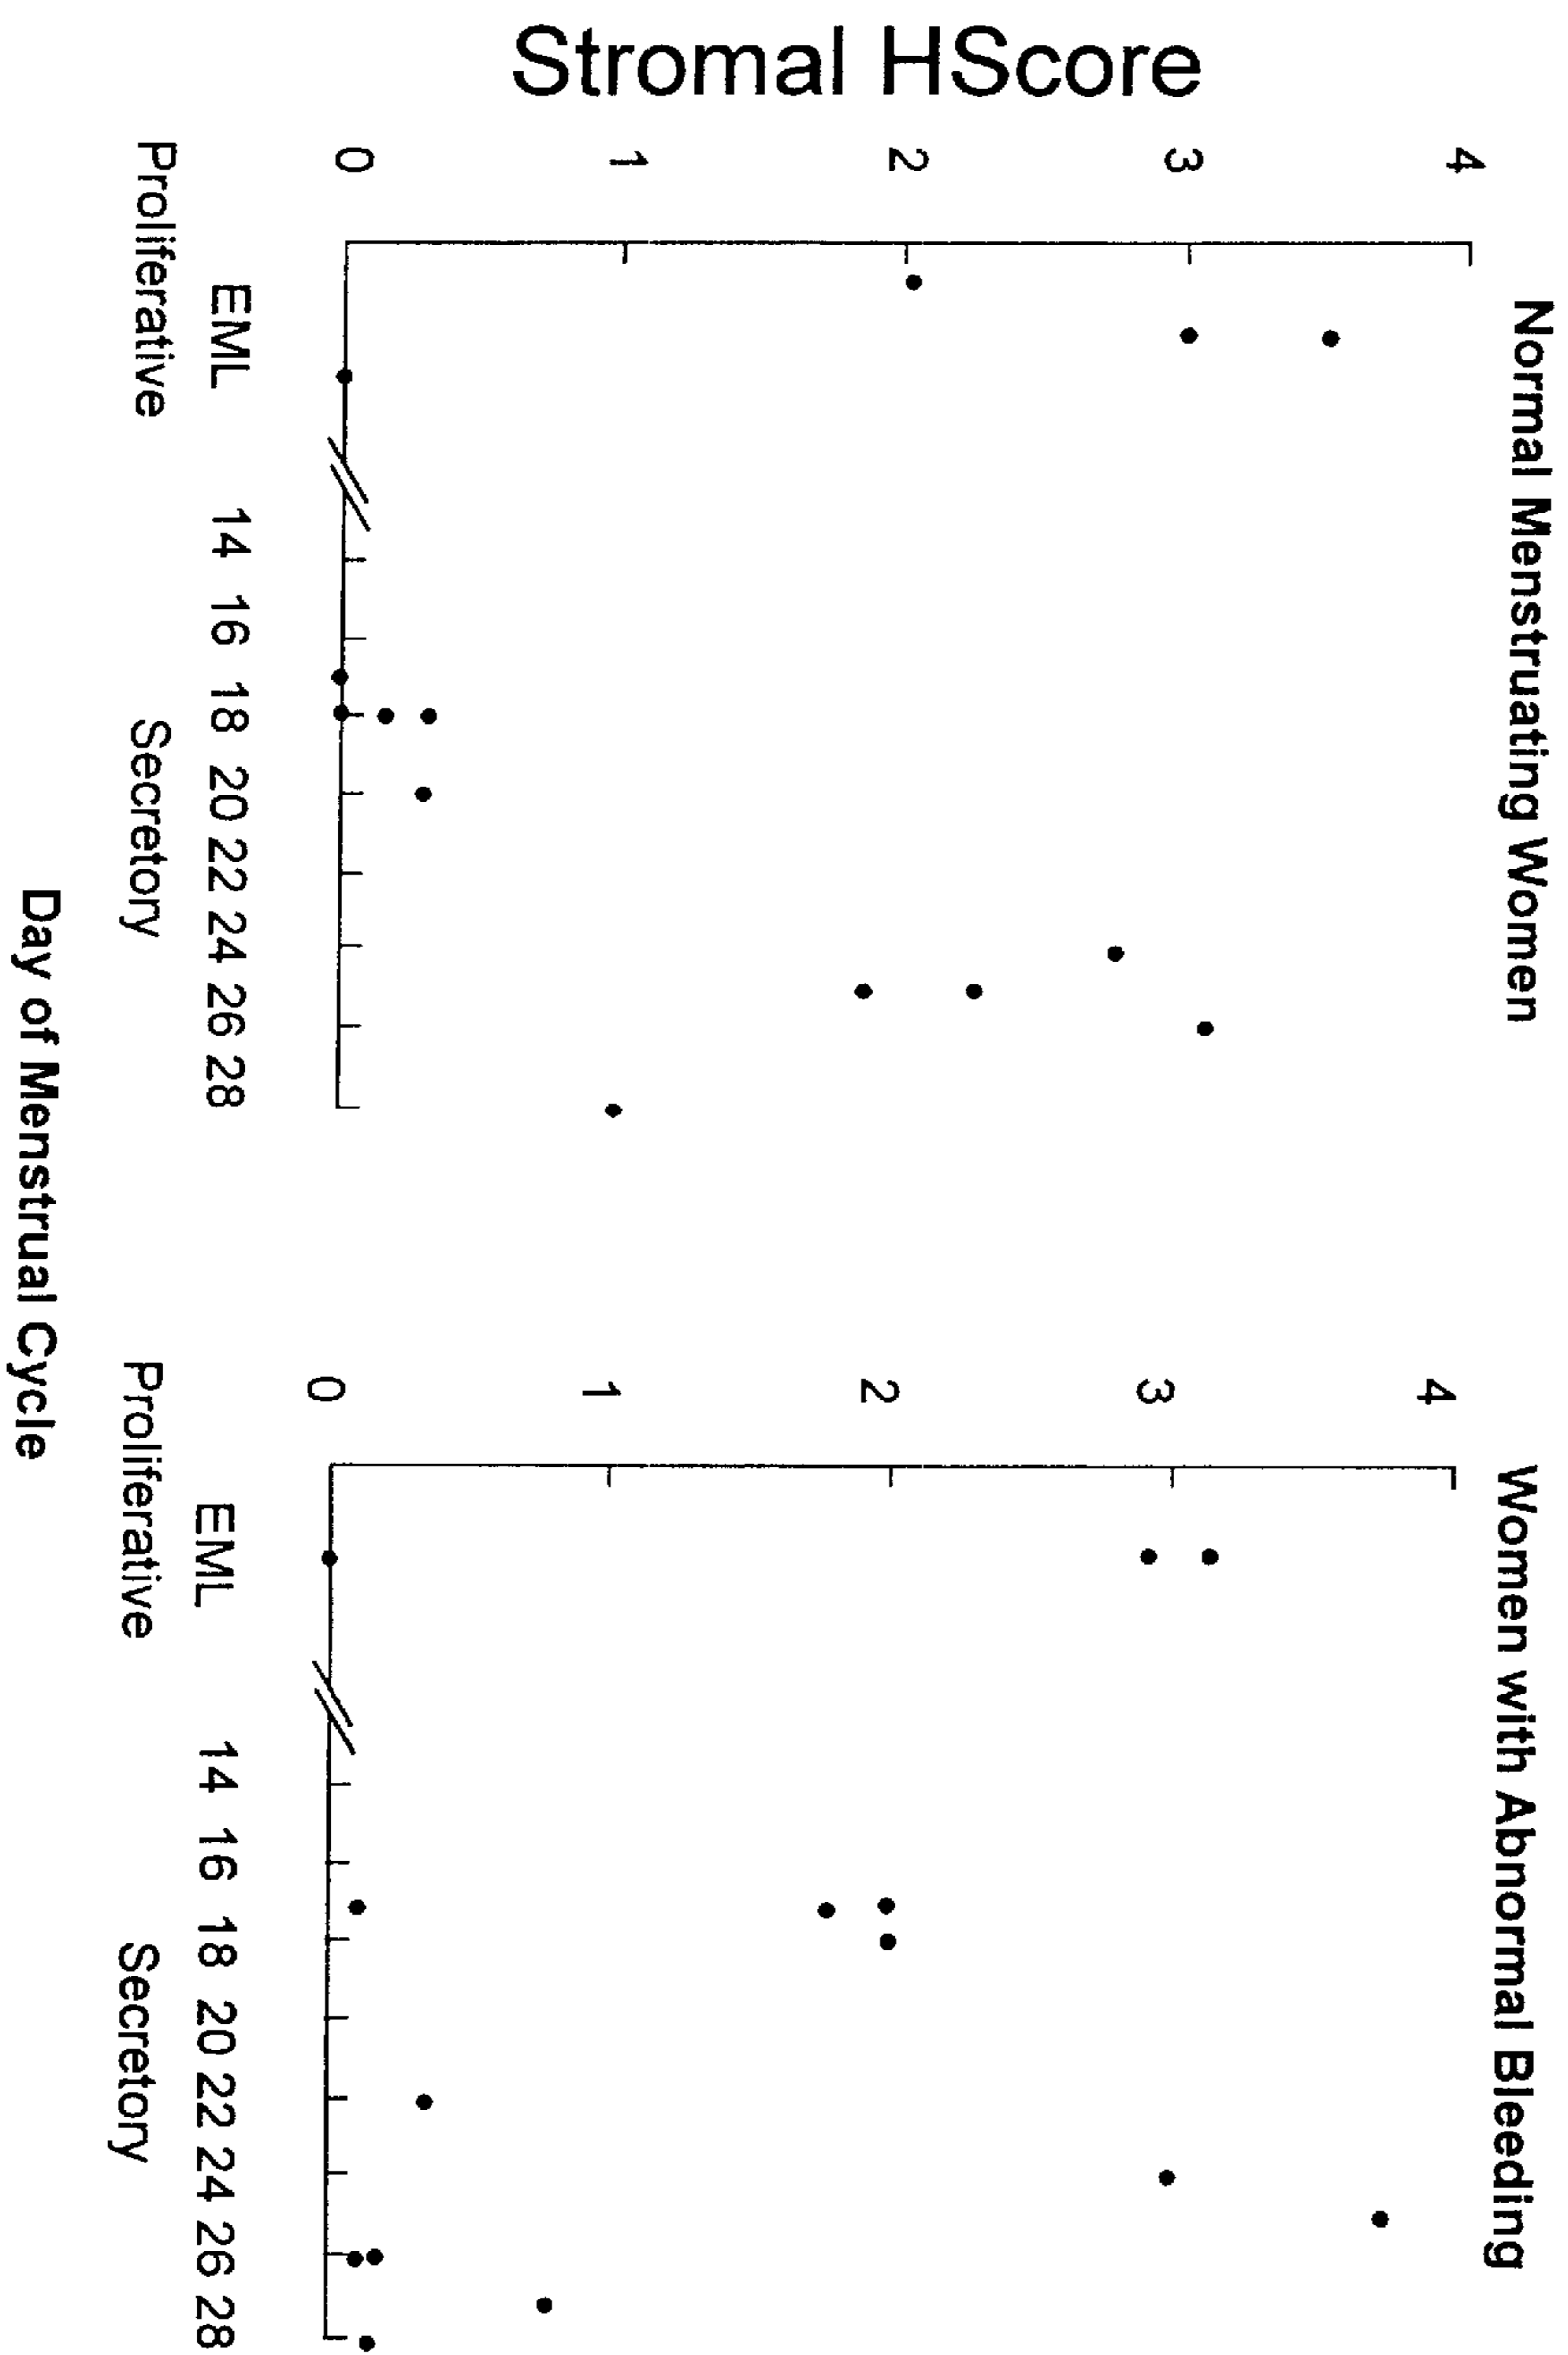 Normal Menstruating Women
Women with Abnormal Bleeding
Stromal HScore
4
3
2
1
0
4
3
2
1
0
EML 14 16 18 20 22 24 26 28
EML 14 16 18 20 22 24 26 28
Proliferative Secretory
Proliferative Secretory
Day of Menstrual Cycle